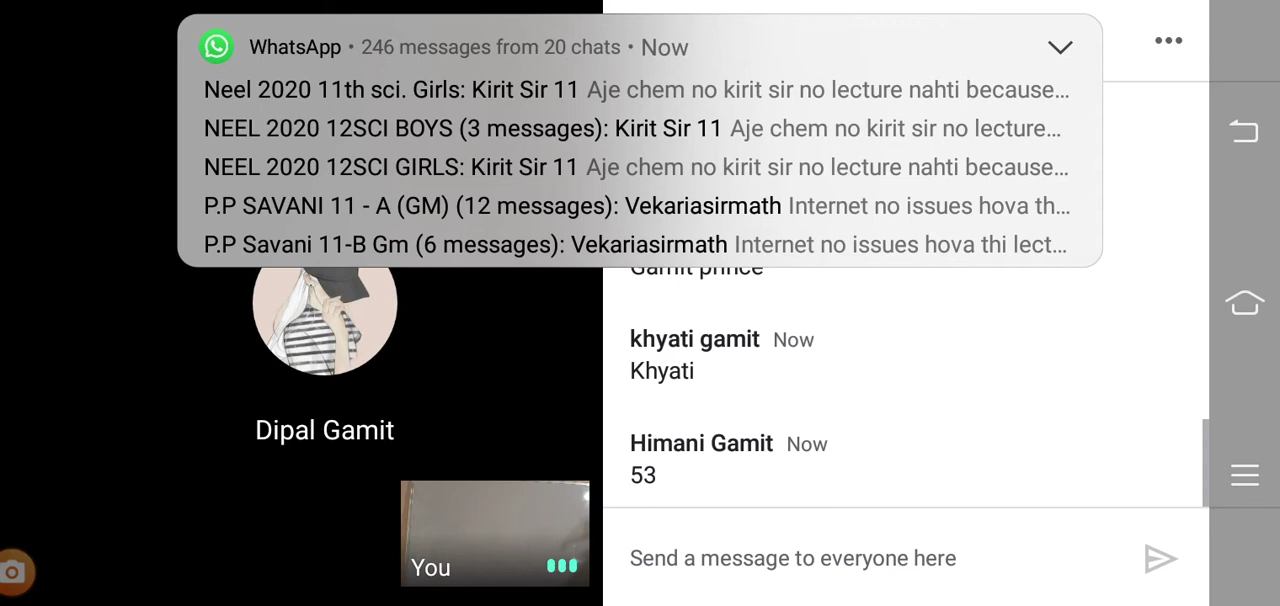 WhatsApp • 246 messages from 20 chats • Now
Neel 2020 11th sci. Girls: Kirit Sir 11 Aje chem no kirit sir no lecture nahti because...
NEEL 2020 12SCI BOYS (3 messages): Kirit Sir 11 Aje chem no kirit sir no lecture...
NEEL 2020 12SCI GIRLS: Kirit Sir 11 Aje chem no kirit sir no lecture nahti because...
P.P SAVANI 11 - A (GM) (12 messages): Vekariasirmath Internet no issues hova th...
P.P Savani 11-B Gm (6 messages): Vekariasirmath Internet no issues hova thi lect...
Gamit prince
khyati gamit Now
Khyati
Dipal Gamit
Himani Gamit Now
53
You
Send a message to everyone here